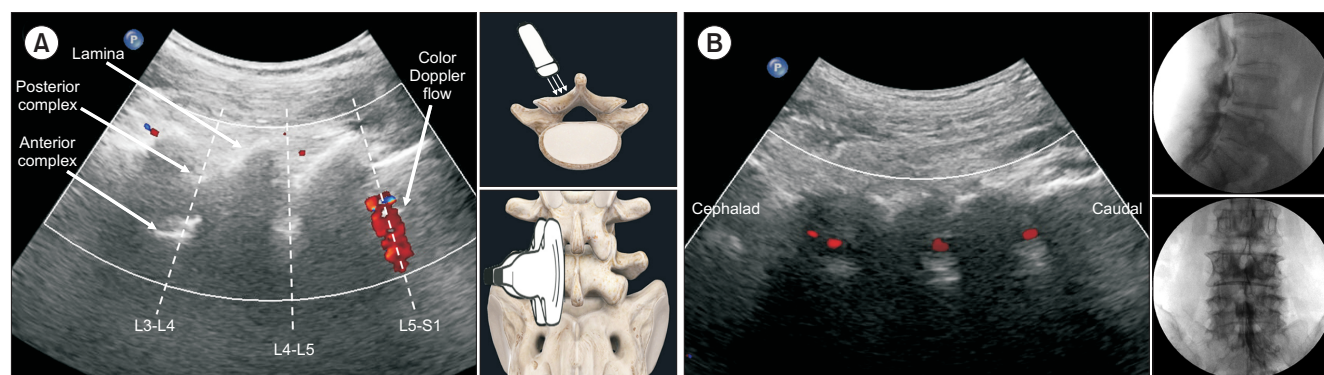 A
P
Lamina
Posterior
complex
Anterior
complex
Color
Doppler
flow
L3-L4
L4-L5
L5-S1
B
P
Cephalad
Caudal